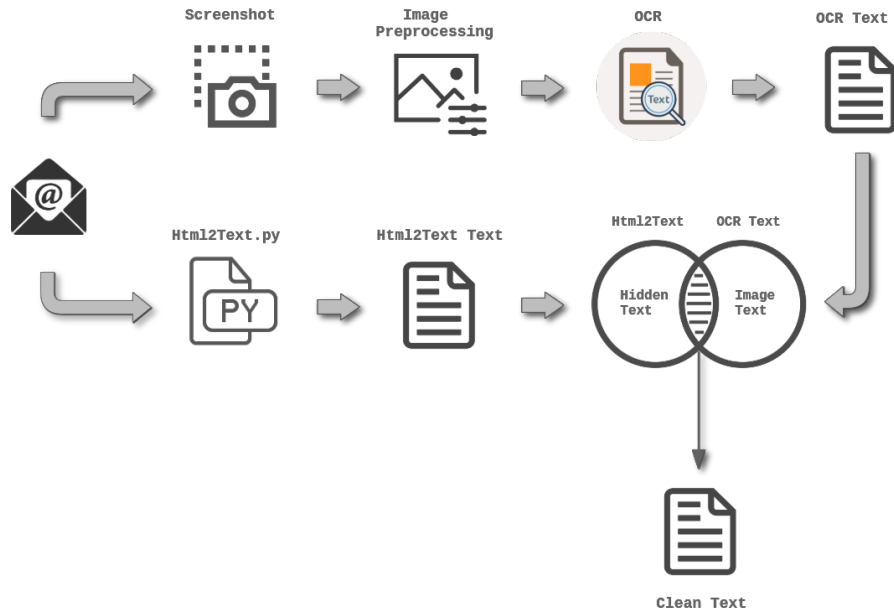 Screenshot
Image
Preprocessing
OCR
OCR Text
Text
@
Html2Text.py
Html2Text Text
Html2Text
OCR Text
PY
Hidden
Text
Image
Text
Clean Text